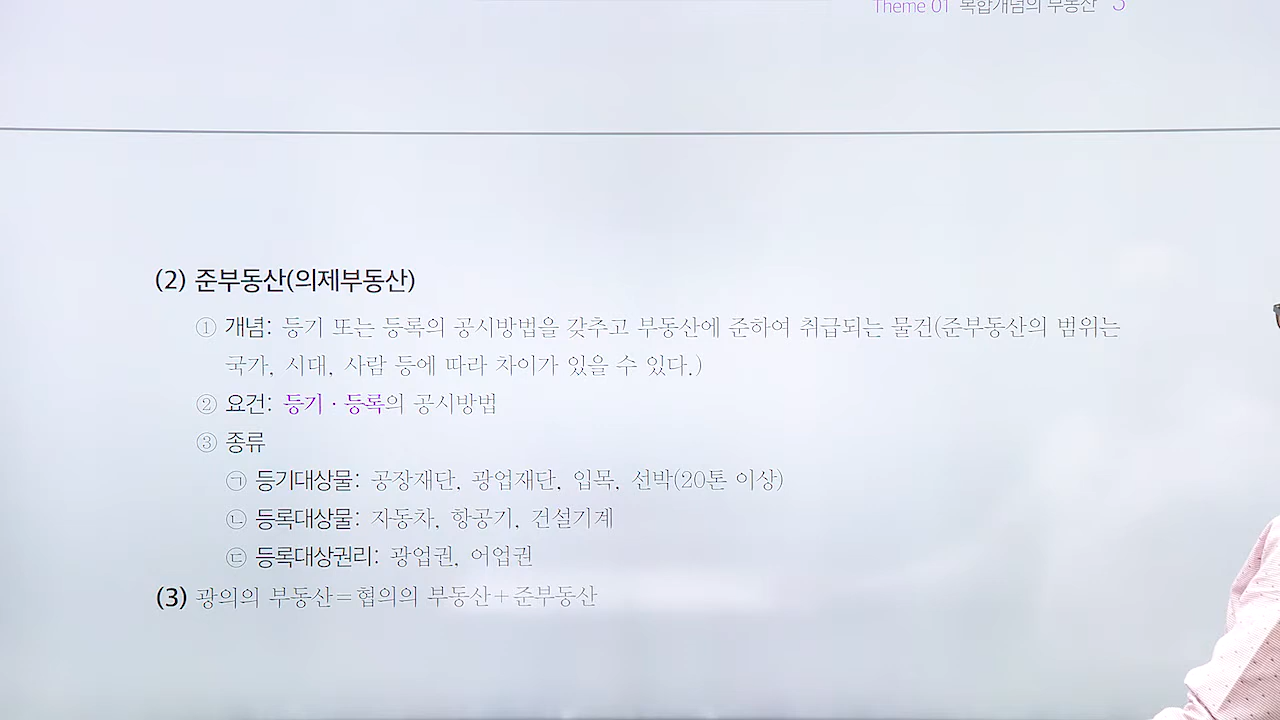 Theme 01 복합개념의 부동산 5
(2) 준부동산(의제부동산)
① 개념: 등기 또는 등록의 공시방법을 갖추고 부동산에 준하여 취급되는 물건(준부동산의 범위는
국가, 시대, 사람 등에 따라 차이가 있을 수 있다.)
② 요건: 등기·등록의 공시방법
③ 종류
㉠ 등기대상물: 공장재단, 광업재단, 입목, 선박(20톤 이상)
㉡ 등록대상물: 자동차, 항공기, 건설기계
㉢ 등록대상권리: 광업권, 어업권
(3) 광의의 부동산=협의의 부동산+준부동산